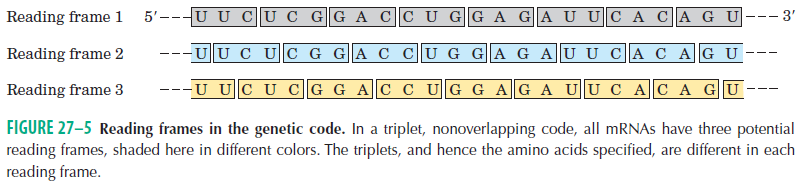 Reading frame 1 5′---U U C U C G G A C C U G G A G A U U C A C A G U--- 3′
Reading frame 2 ---U U C U C G G A C C U G G A G A U U C A C A G U---
Reading frame 3 ---U U C U C G G A C C U G G A G A U U C A C A G U---
FIGURE 27–5 Reading frames in the genetic code. In a triplet, nonoverlapping code, all mRNAs have three potential
reading frames, shaded here in different colors. The triplets, and hence the amino acids specified, are different in each
reading frame.